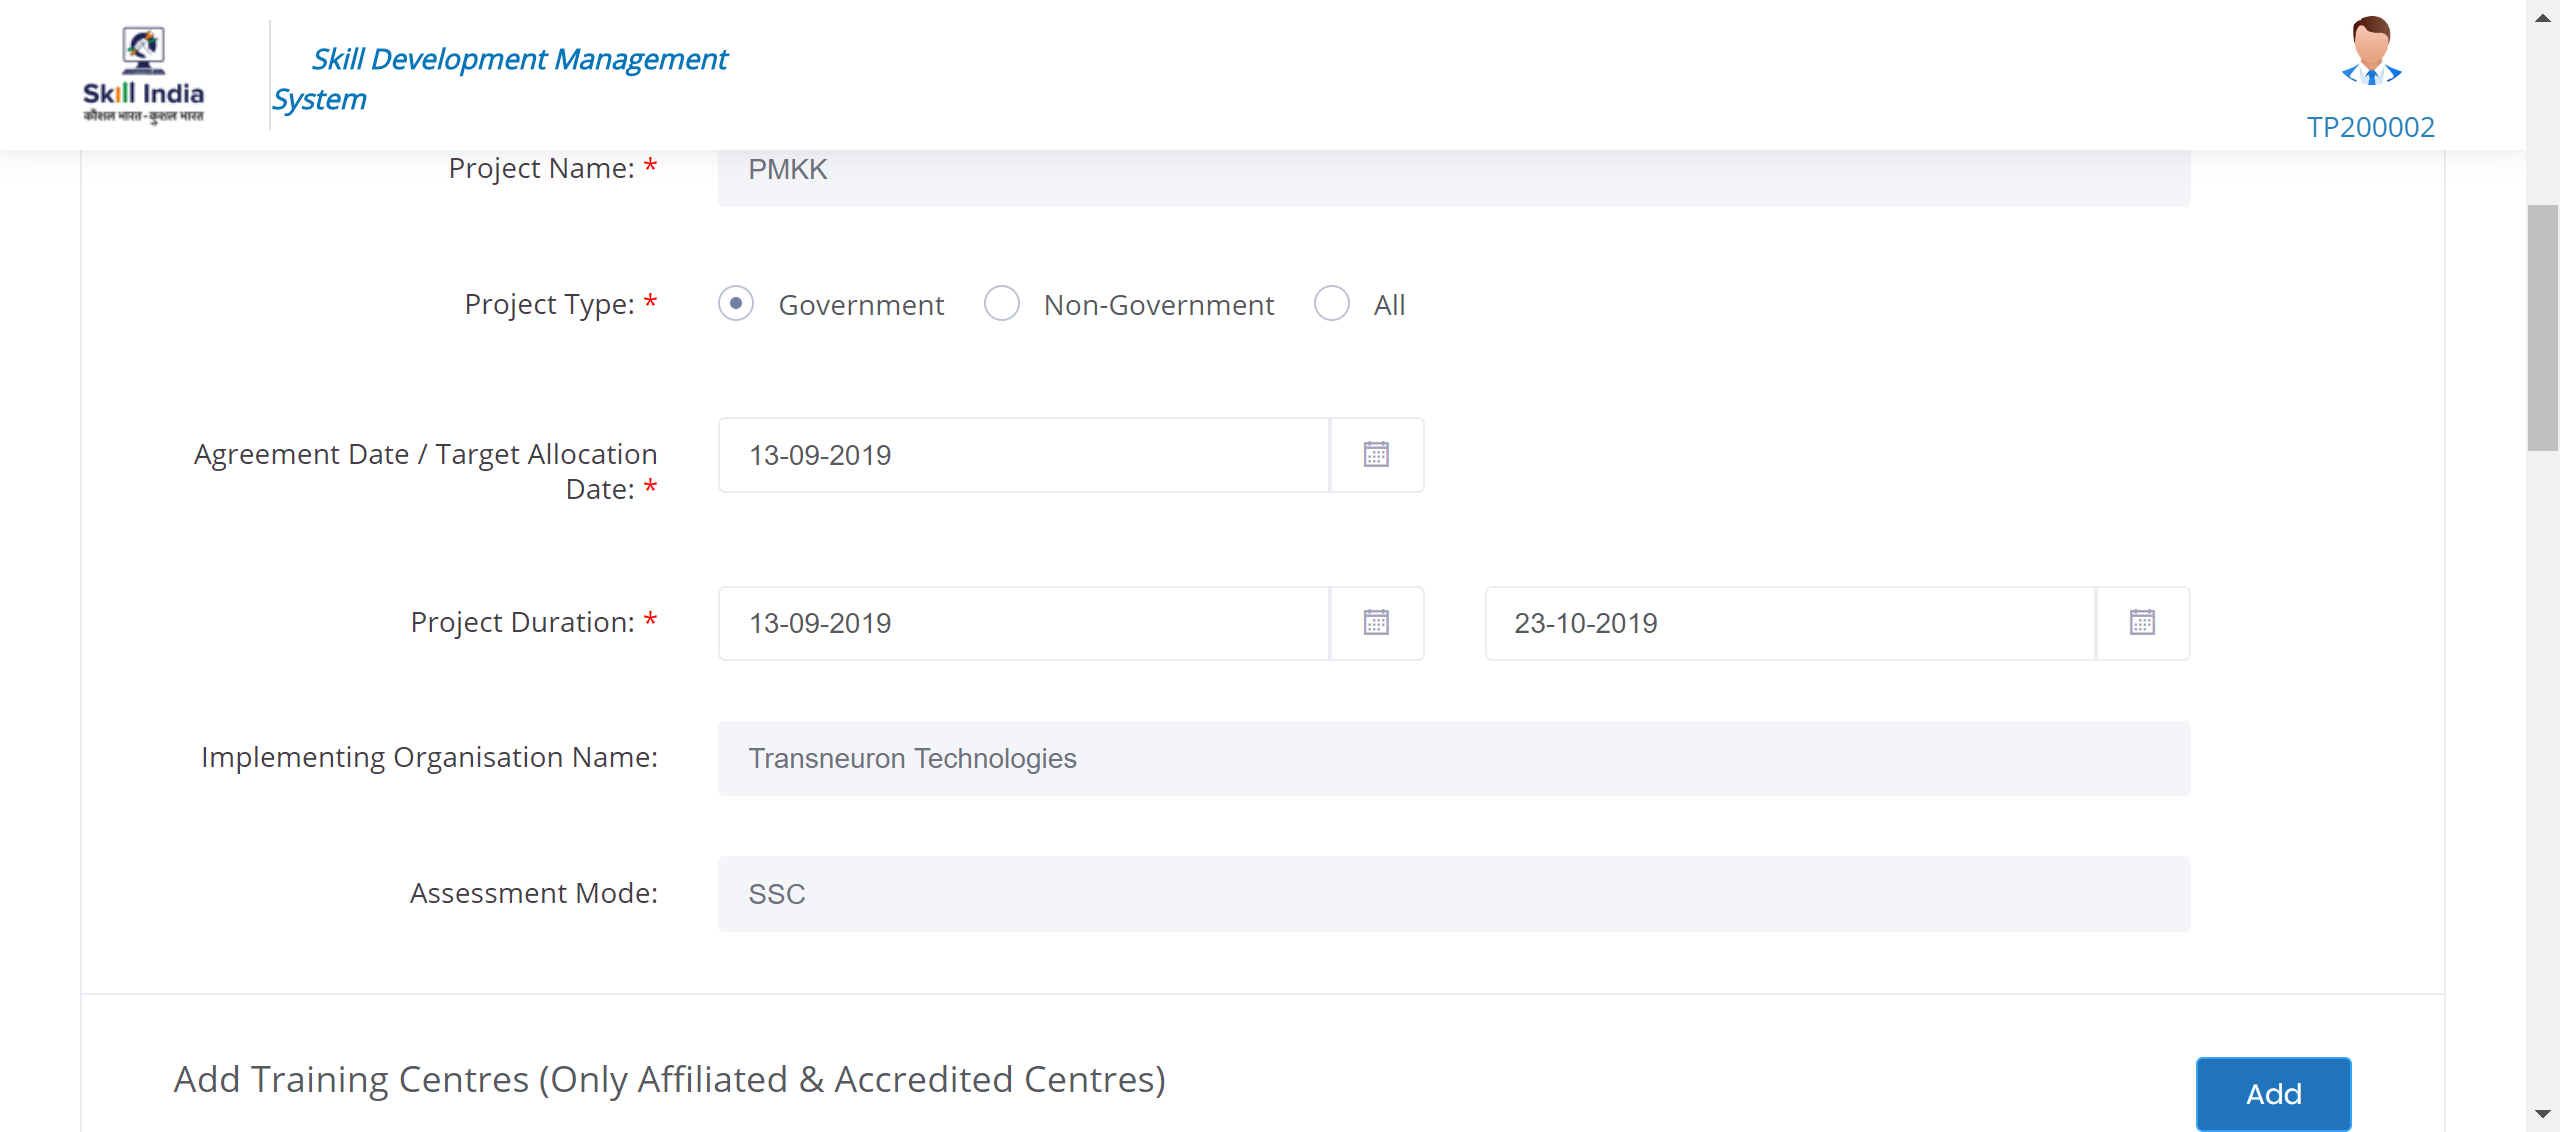 Skill India
कौशल भारत - कुशल भारत
Skill Development Management
System
TP200002
Project Name: *
PMKK
Project Type: *
Government
Non-Government
All
Agreement Date / Target Allocation
Date: *
13-09-2019
Project Duration: *
13-09-2019
23-10-2019
Implementing Organisation Name:
Transneuron Technologies
Assessment Mode:
SSC
Add Training Centres (Only Affiliated & Accredited Centres)
Add